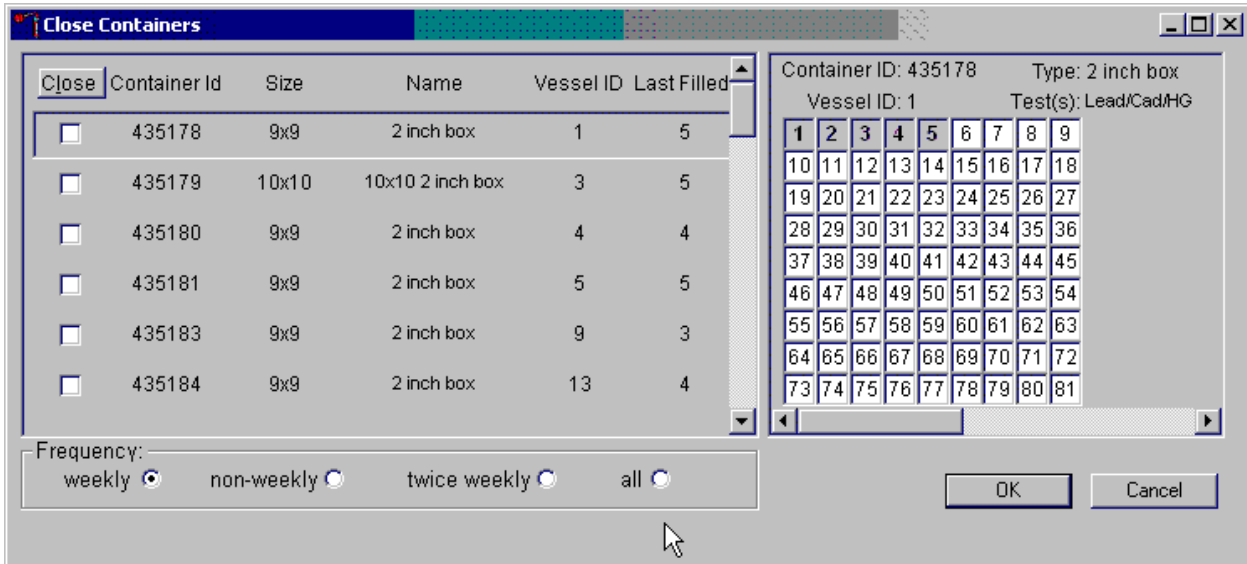 Close Containers
Close Container Id Size Name Vessel ID Last Filled
435178 9x9 2 inch box 1 5
435179 10x10 10x10 2 inch box 3 5
435180 9x9 2 inch box 4 4
435181 9x9 2 inch box 5 5
435183 9x9 2 inch box 9 3
435184 9x9 2 inch box 13 4
Container ID: 435178 Type: 2 inch box
Vessel ID: 1 Test(s): Lead/Cad/HG
1 2 3 4 5 6 7 8 9
10 11 12 13 14 15 16 17 18
19 20 21 22 23 24 25 26 27
28 29 30 31 32 33 34 35 36
37 38 39 40 41 42 43 44 45
46 47 48 49 50 51 52 53 54
55 56 57 58 59 60 61 62 63
64 65 66 67 68 69 70 71 72
73 74 75 76 77 78 79 80 81
Frequency:
weekly non-weekly twice weekly all
OK Cancel